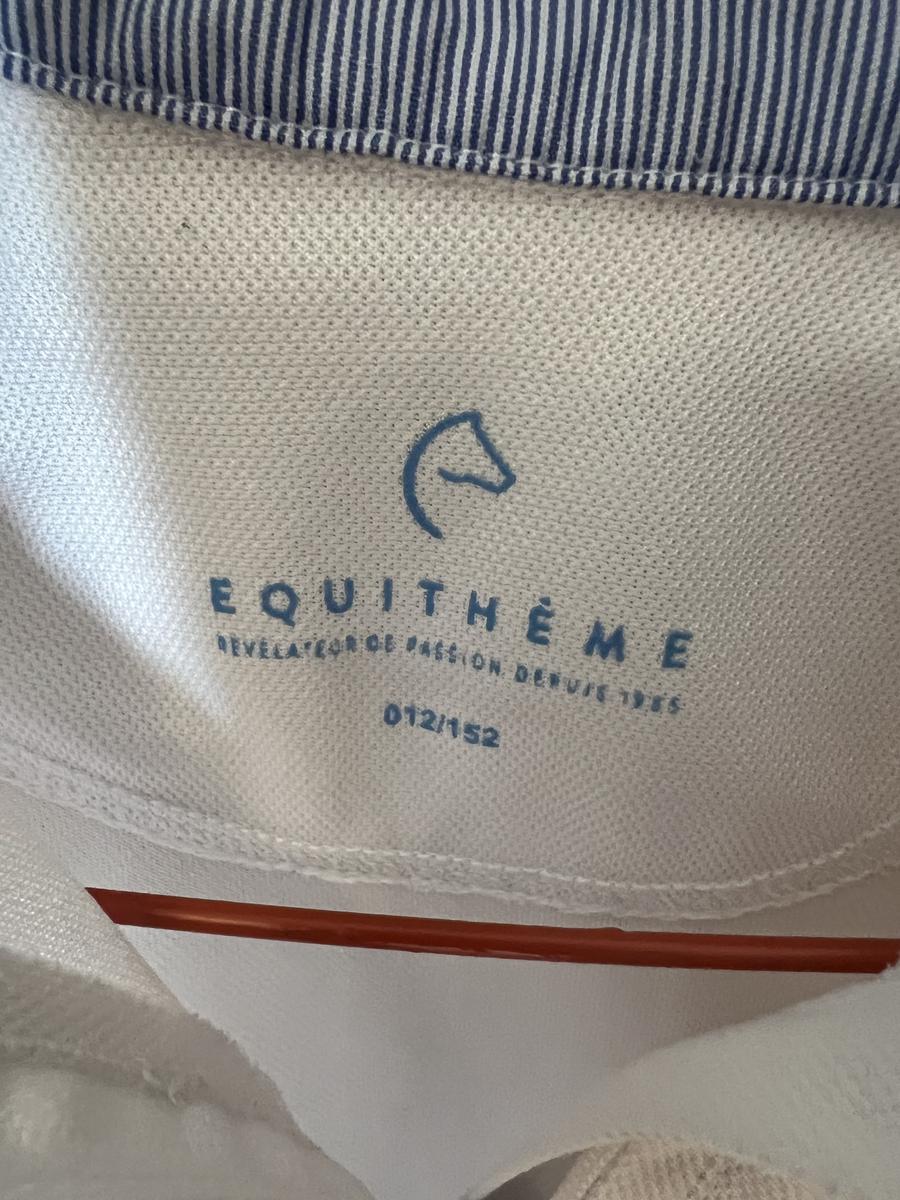 EQUITHÈME
RÉVÉLATEUR DE PASSION DEPUIS 1985
012/152